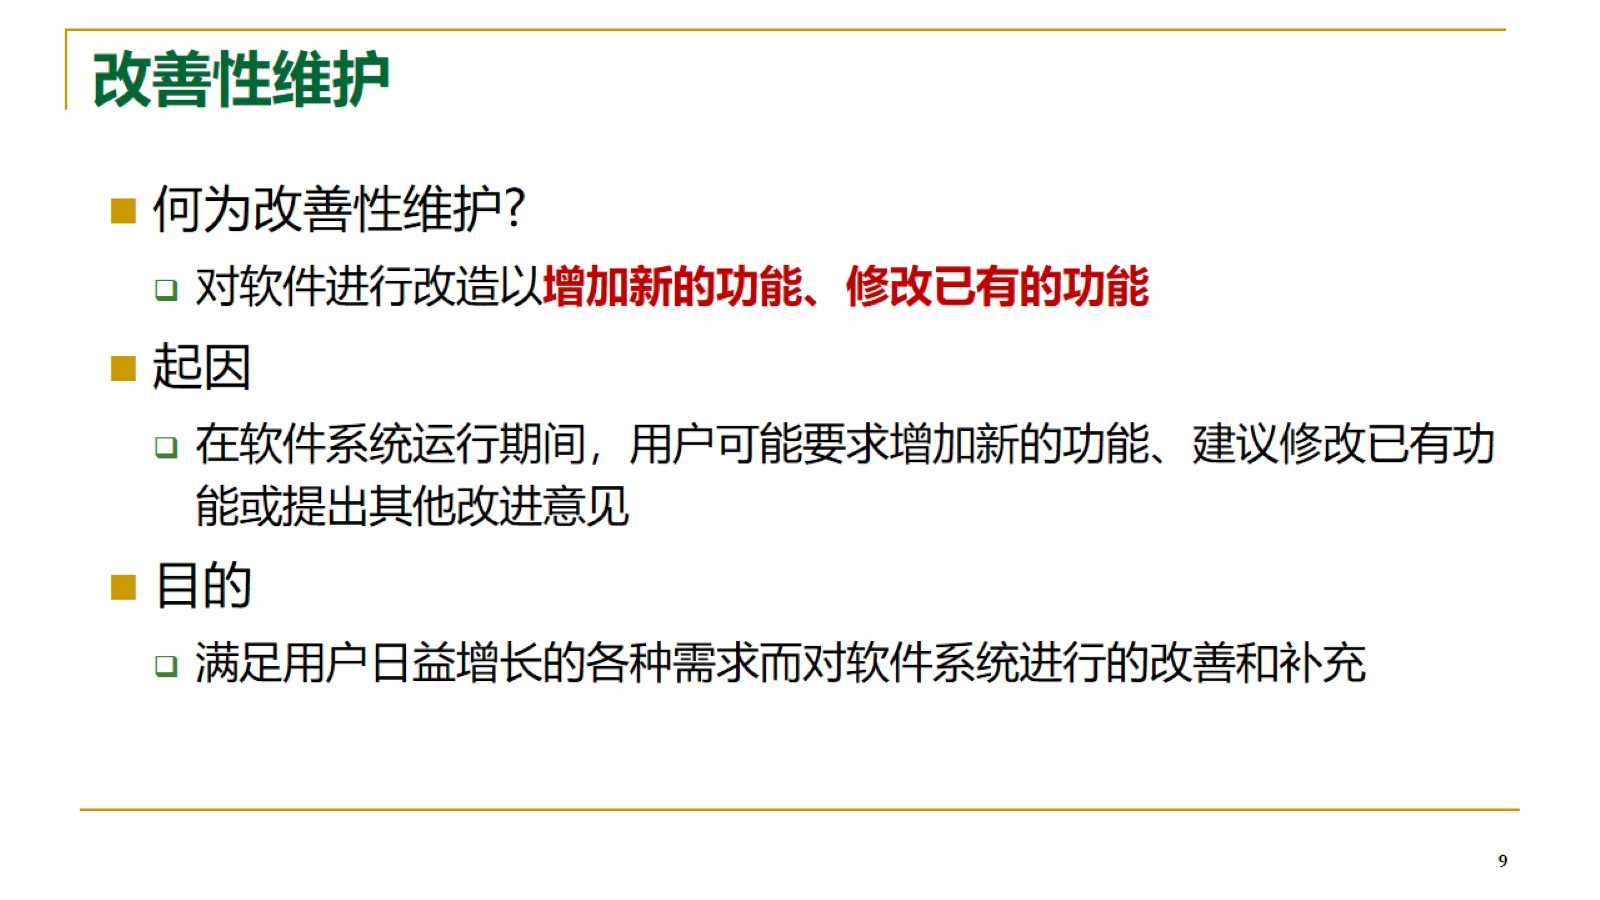 改善性维护
何为改善性维护?
对软件进行改造以增加新的功能、修改已有的功能
起因
在软件系统运行期间，用户可能要求增加新的功能、建议修改已有功
能或提出其他改进意见
目的
满足用户日益增长的各种需求而对软件系统进行的改善和补充
9